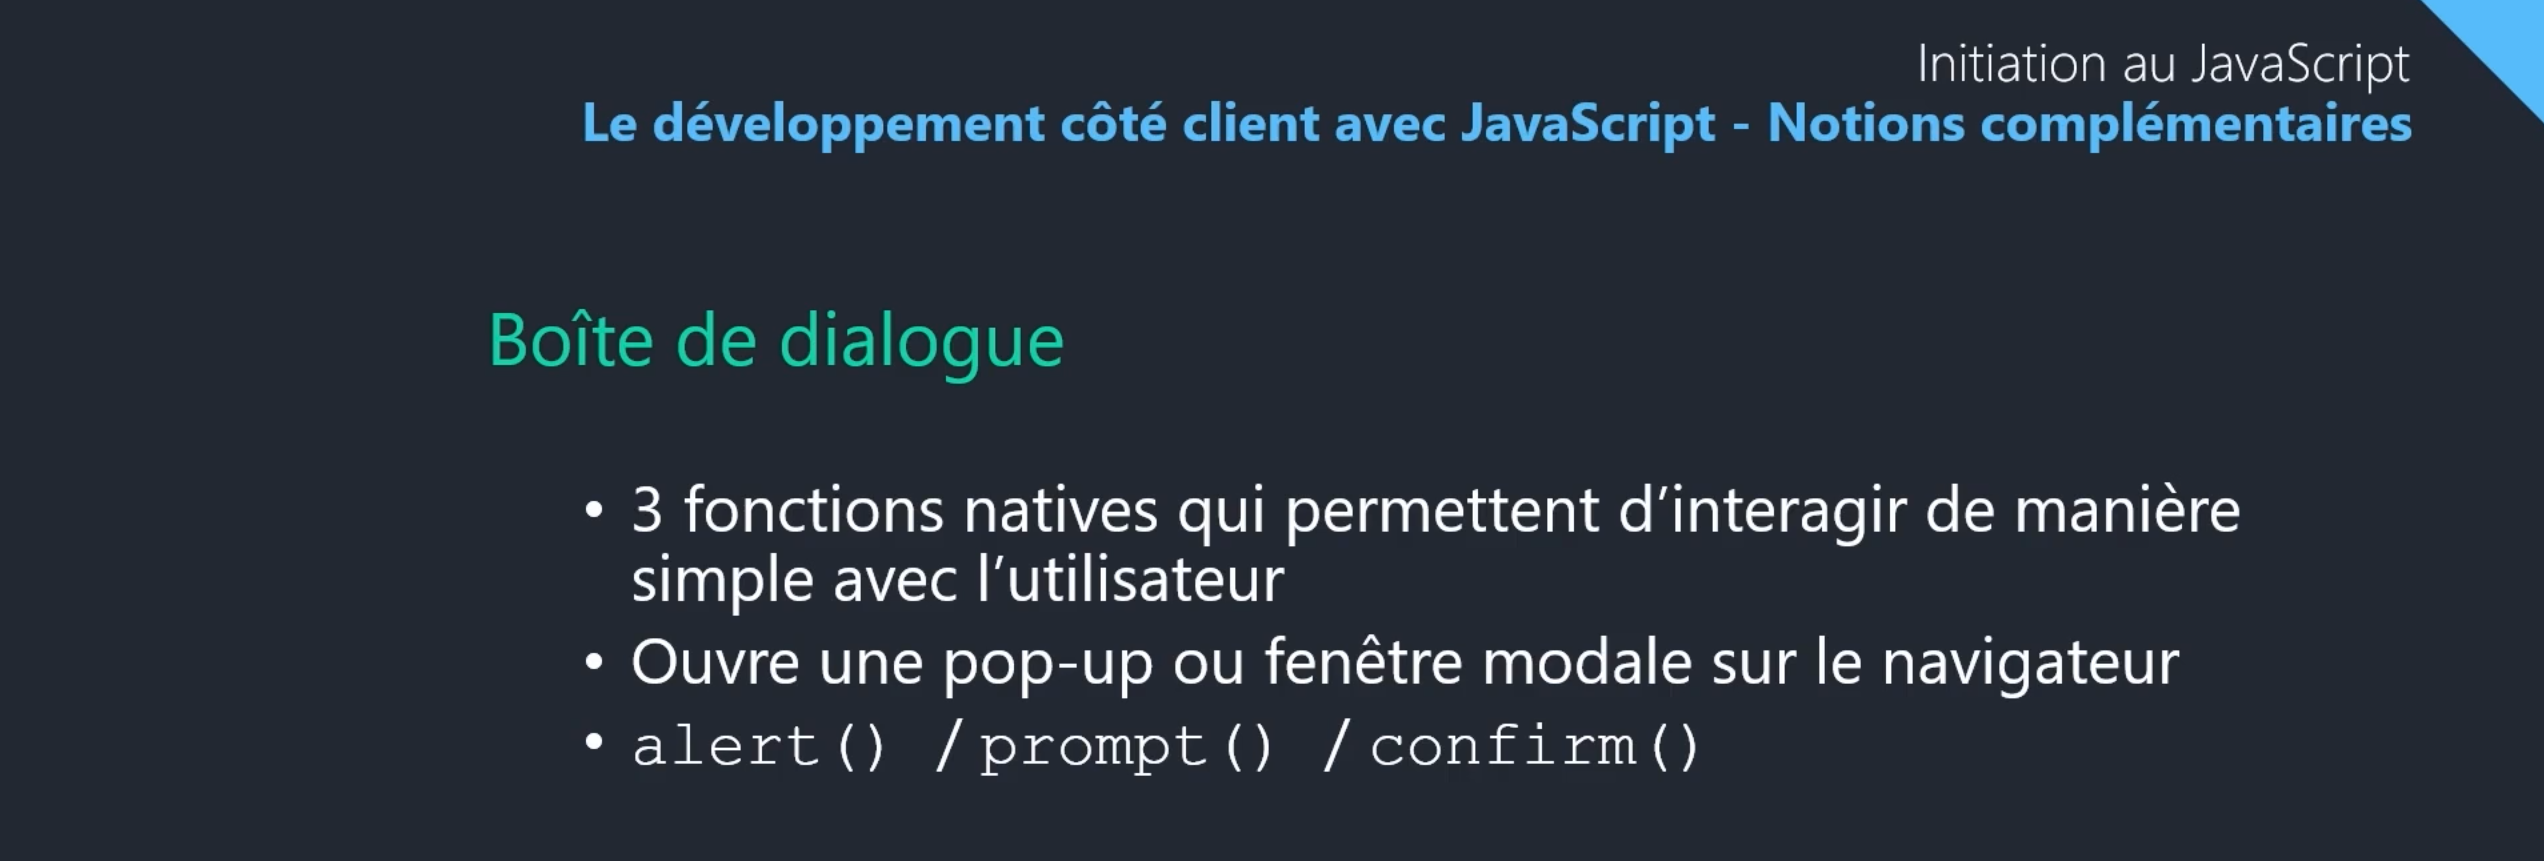 Initiation au JavaScript
Le développement côté client avec JavaScript - Notions complémentaires
Boîte de dialogue
• 3 fonctions natives qui permettent d’interagir de manière
simple avec l’utilisateur
• Ouvre une pop-up ou fenêtre modale sur le navigateur
• alert() / prompt() / confirm()